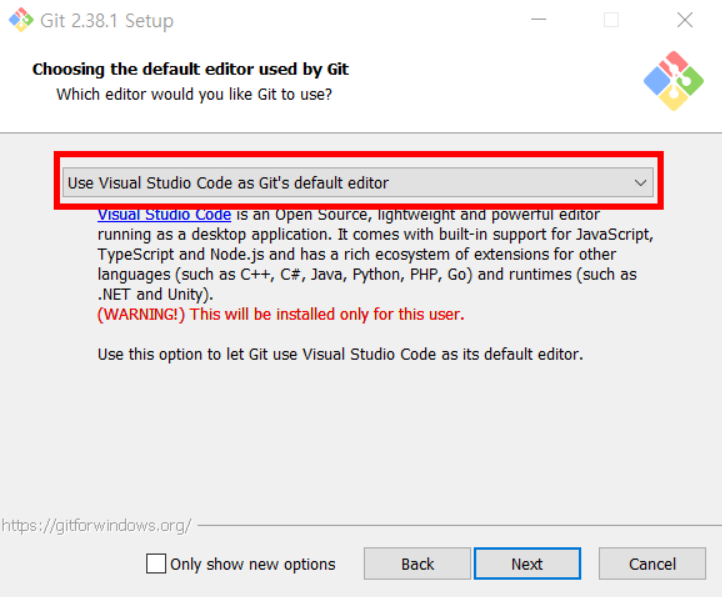 Git 2.38.1 Setup
Choosing the default editor used by Git
Which editor would you like Git to use?
Use Visual Studio Code as Git's default editor
Visual Studio Code is an Open Source, lightweight and powerful editor
running as a desktop application. It comes with built-in support for JavaScript,
TypeScript and Node.js and has a rich ecosystem of extensions for other
languages (such as C++, C#, Java, Python, PHP, Go) and runtimes (such as
.NET and Unity).
(WARNING!) This will be installed only for this user.
Use this option to let Git use Visual Studio Code as its default editor.
https://gitforwindows.org/
Only show new options
Back
Next
Cancel